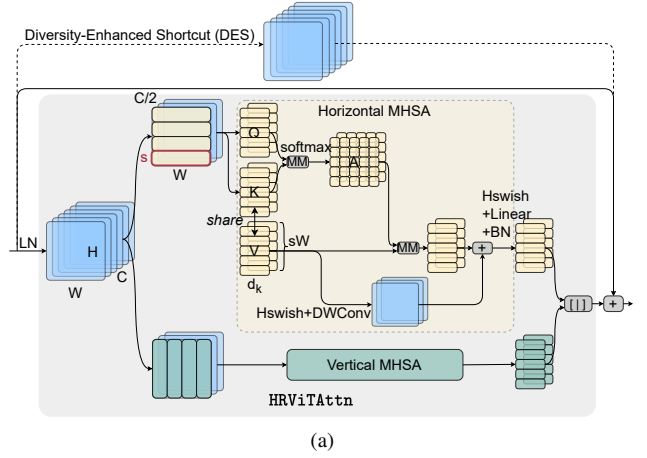 Diversity-Enhanced Shortcut (DES)
C/2
Horizontal MHSA
Q
softmax
MM
A
s
W
K
Hswish
+Linear
+BN
share
LN
H
V
sW
MM
+
[ | ]
+
C
W
d_k
Hswish+DWConv
Vertical MHSA
HRViTAttn
(a)